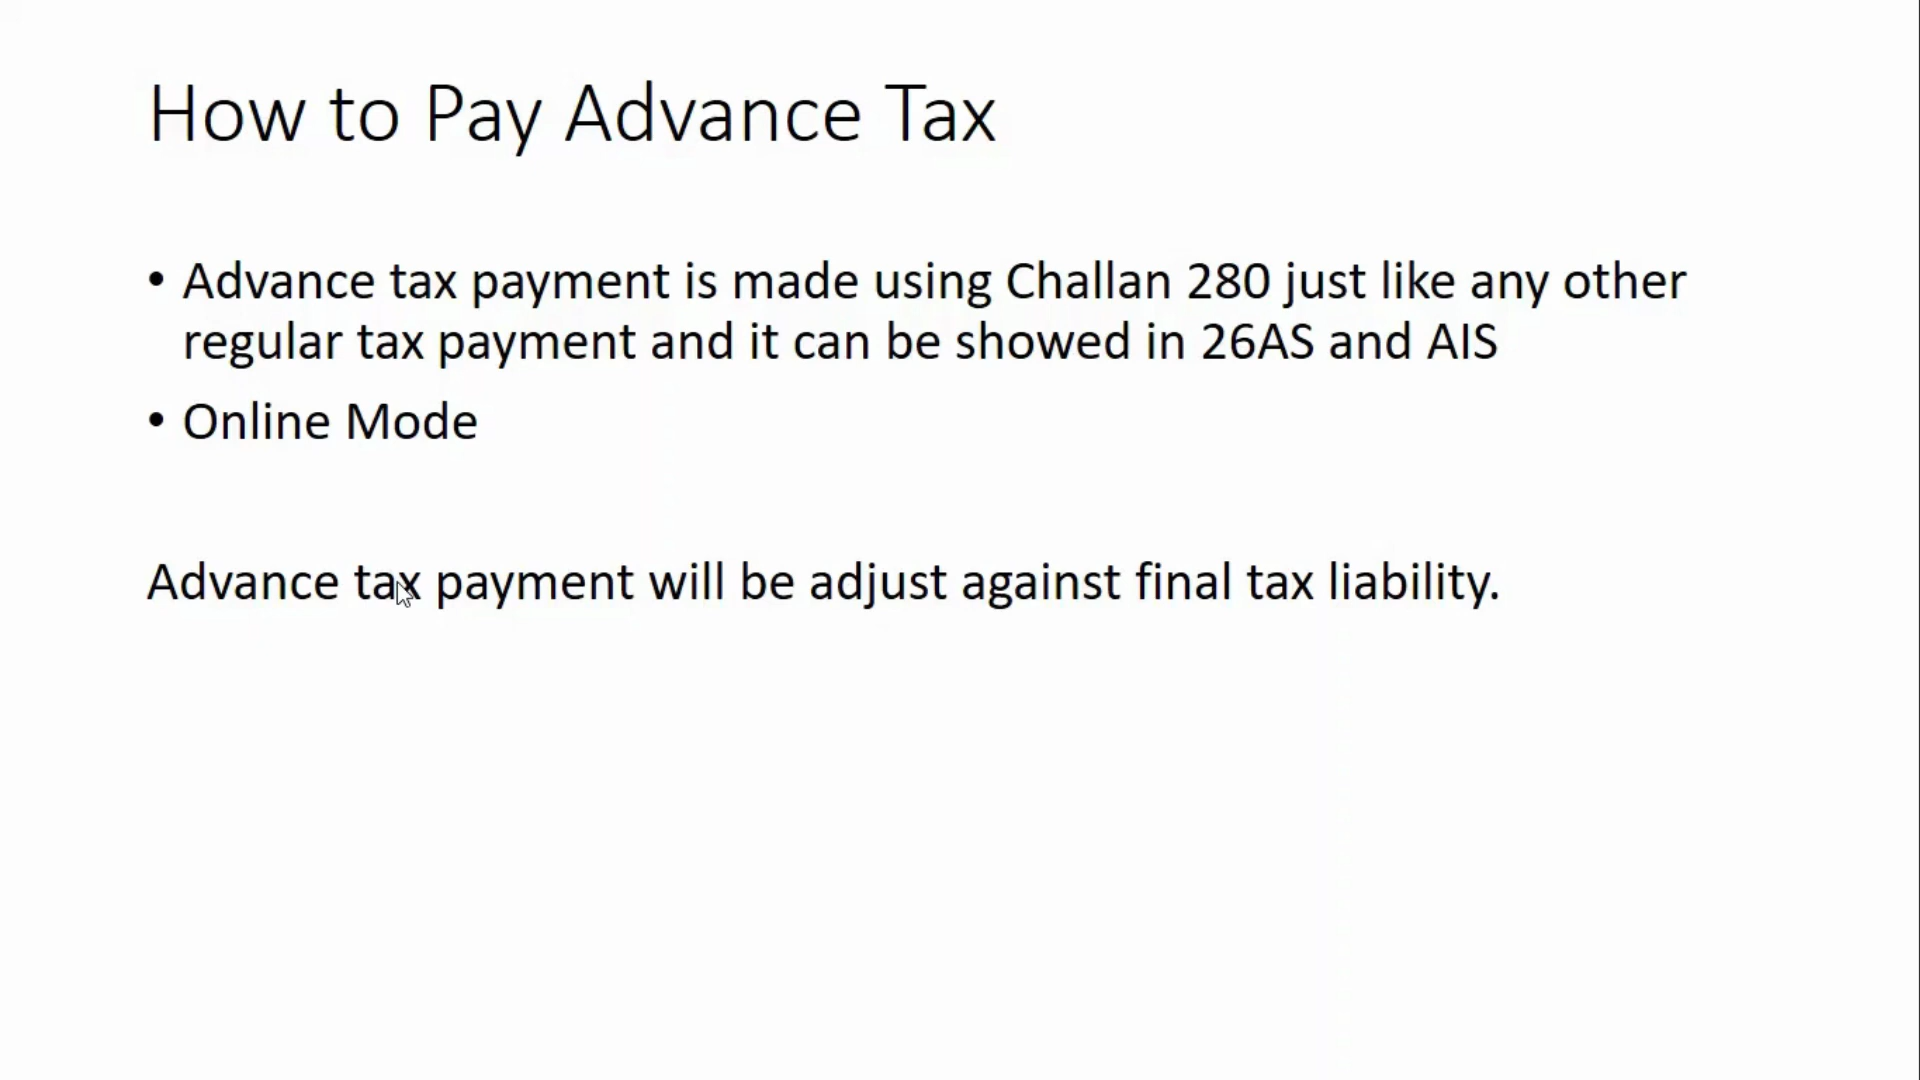 How to Pay Advance Tax
• Advance tax payment is made using Challan 280 just like any other
regular tax payment and it can be showed in 26AS and AIS
• Online Mode
Advance tax payment will be adjust against final tax liability.